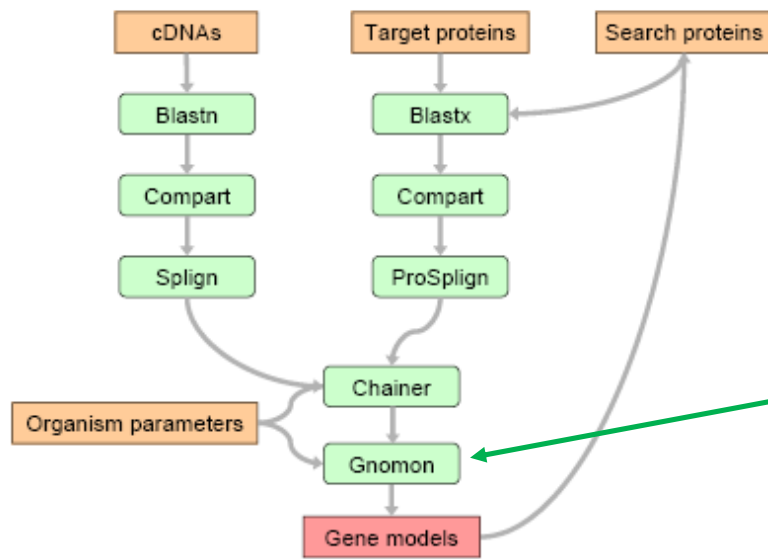 cDNAs
Target proteins
Search proteins
Blastn
Blastx
Compart
Compart
Splign
ProSplign
Chainer
Organism parameters
Gnomon
Gene models